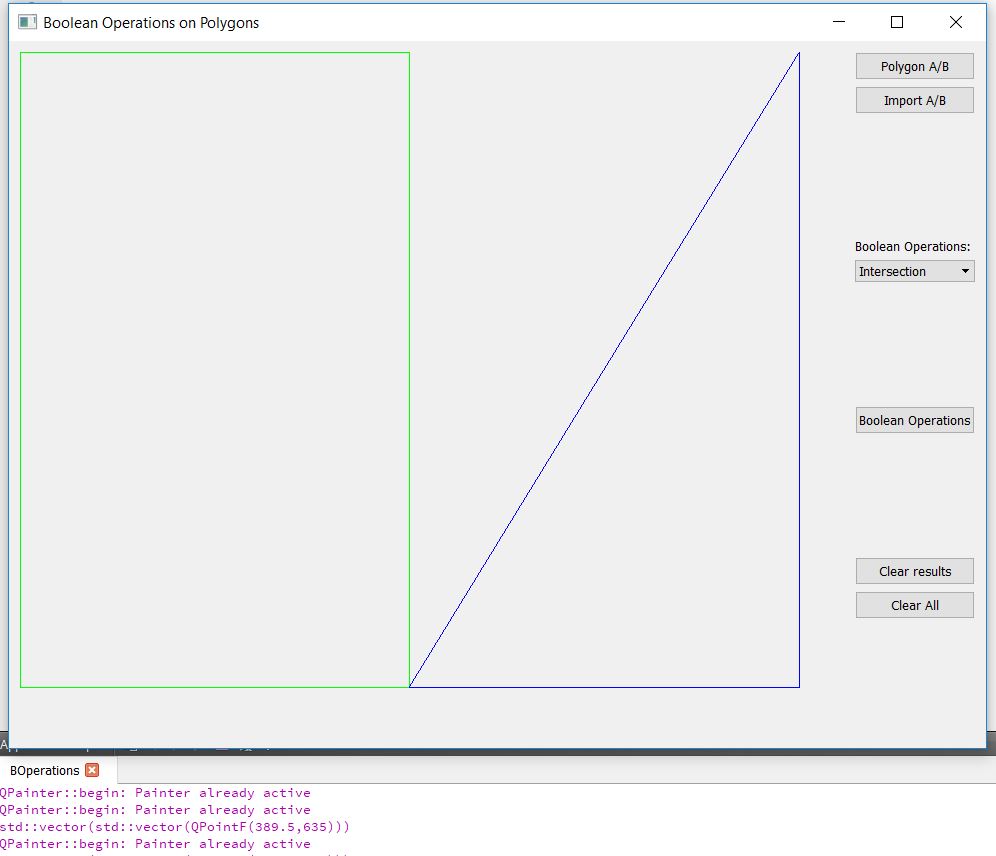 Boolean Operations on Polygons
Polygon A/B
Import A/B
Boolean Operations:
Intersection
Boolean Operations
Clear results
Clear All
BOperations
QPainter::begin: Painter already active
QPainter::begin: Painter already active
std::vector(std::vector(QPointF(389.5,635)))
QPainter::begin: Painter already active